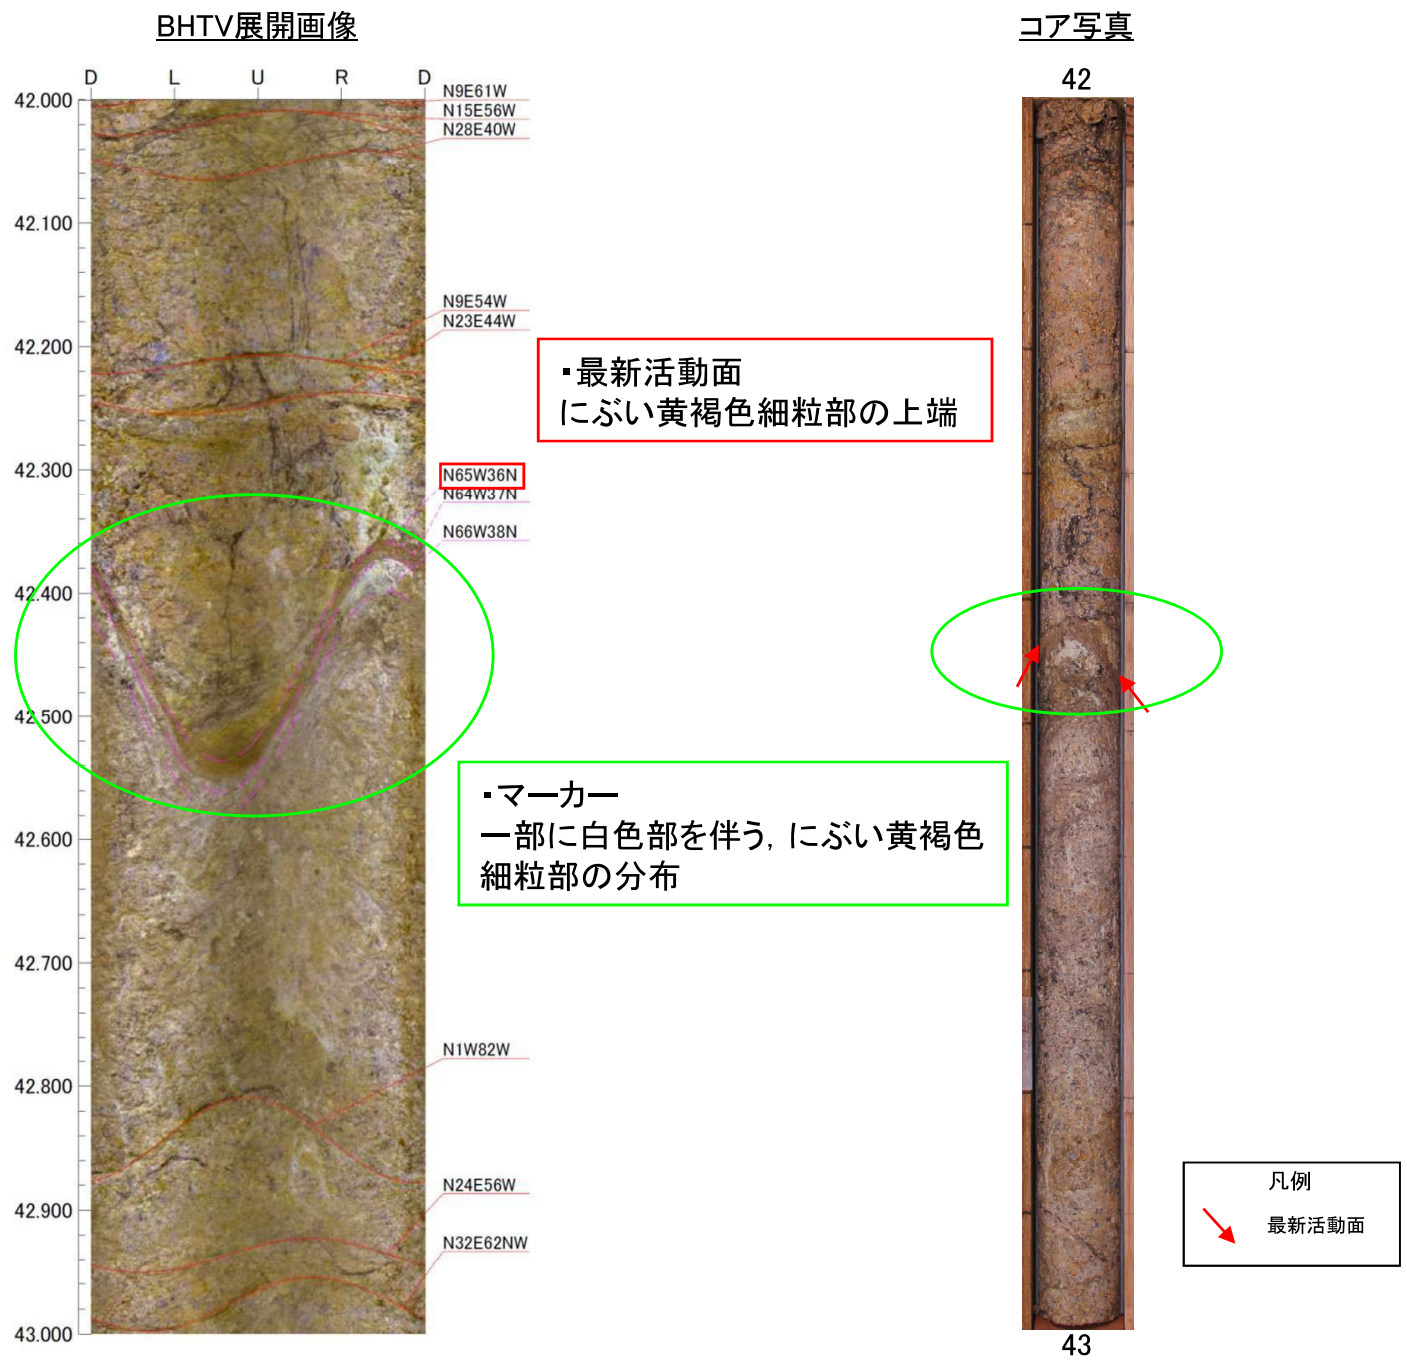 BHTV展開画像
コア写真
D L U R D
42
42.000
N9E61W
N15E56W
N28E40W
42.100
N9E54W
N23E44W
42.200
・最新活動面
にぶい黄褐色細粒部の上端
42.300
N65W36N
N64W37N
N66W38N
42.400
42.500
・マーカー
一部に白色部を伴う，にぶい黄褐色
細粒部の分布
42.600
42.700
N1W82W
42.800
N24E56W
42.900
N32E62NW
43.000
43
凡例
最新活動面